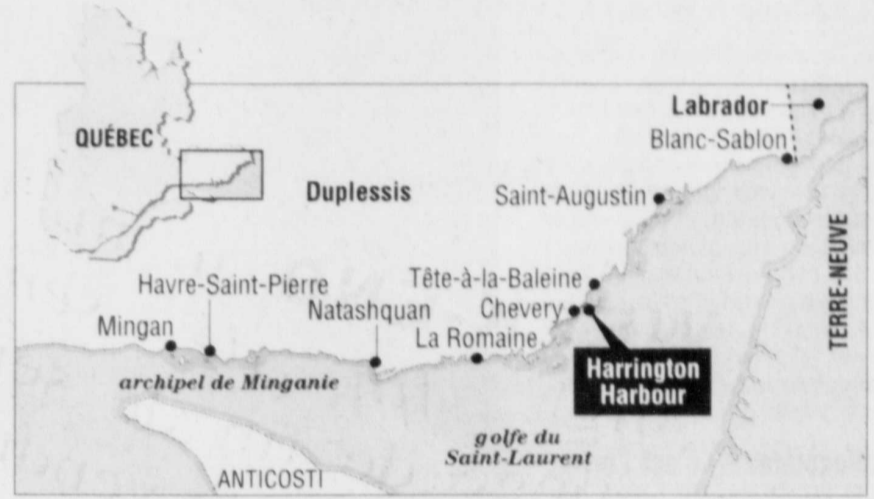 QUÉBEC
Labrador
Blanc-Sablon
Duplessis
Saint-Augustin
TERRE-NEUVE
Tête-à-la-Baleine
Havre-Saint-Pierre
Natashquan
Chevery
Mingan
La Romaine
Harrington
Harbour
archipel de Minganie
golfe du
Saint-Laurent
ANTICOSTI